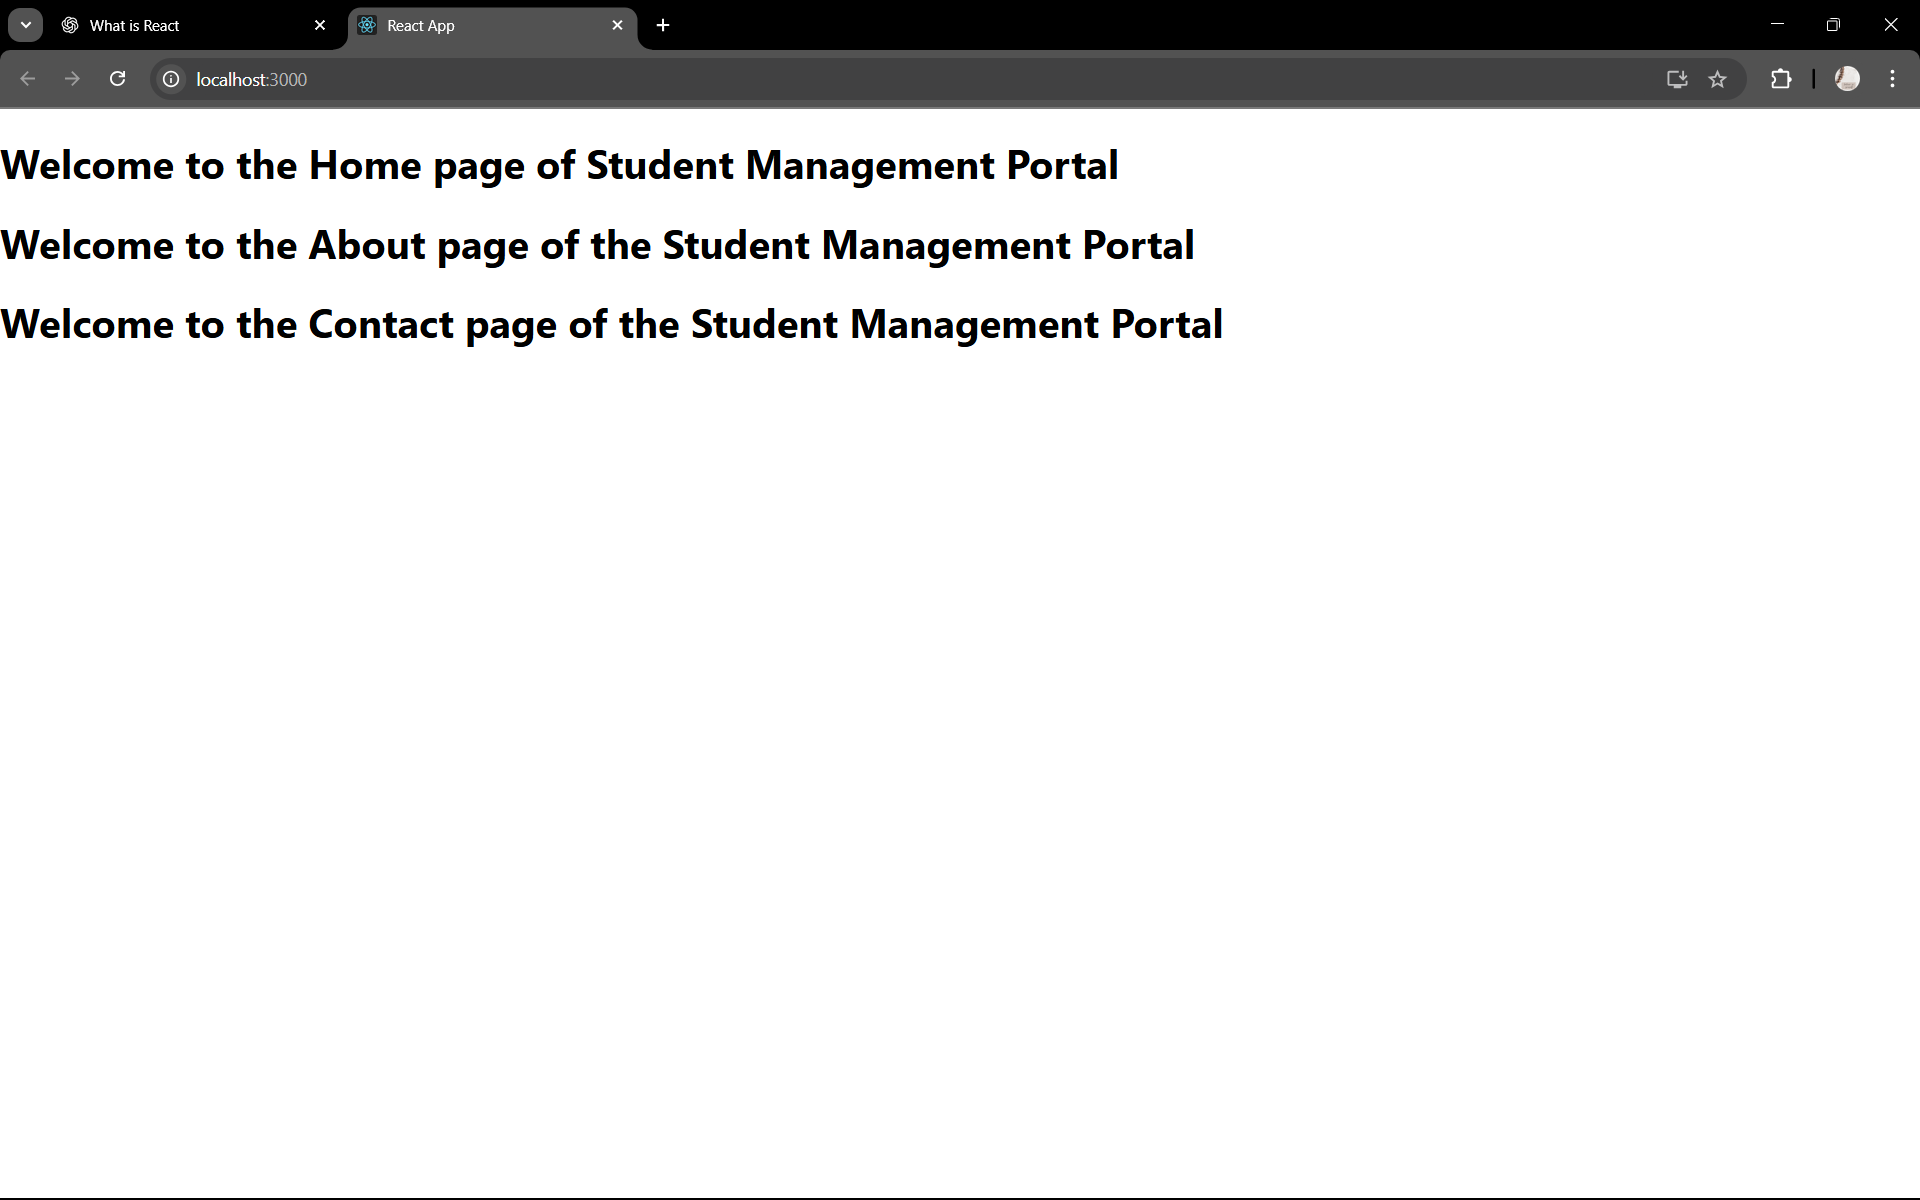 What is React
React App
localhost:3000
Welcome to the Home page of Student Management Portal
Welcome to the About page of the Student Management Portal
Welcome to the Contact page of the Student Management Portal